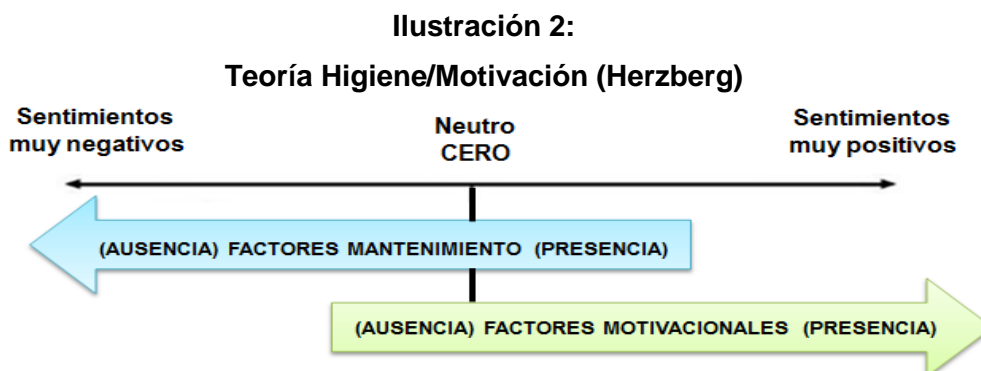 Ilustración 2:
Teoría Higiene/Motivación (Herzberg)
Sentimientos
muy negativos
Neutro
CERO
Sentimientos
muy positivos
(AUSENCIA) FACTORES MANTENIMIENTO (PRESENCIA)
(AUSENCIA) FACTORES MOTIVACIONALES (PRESENCIA)